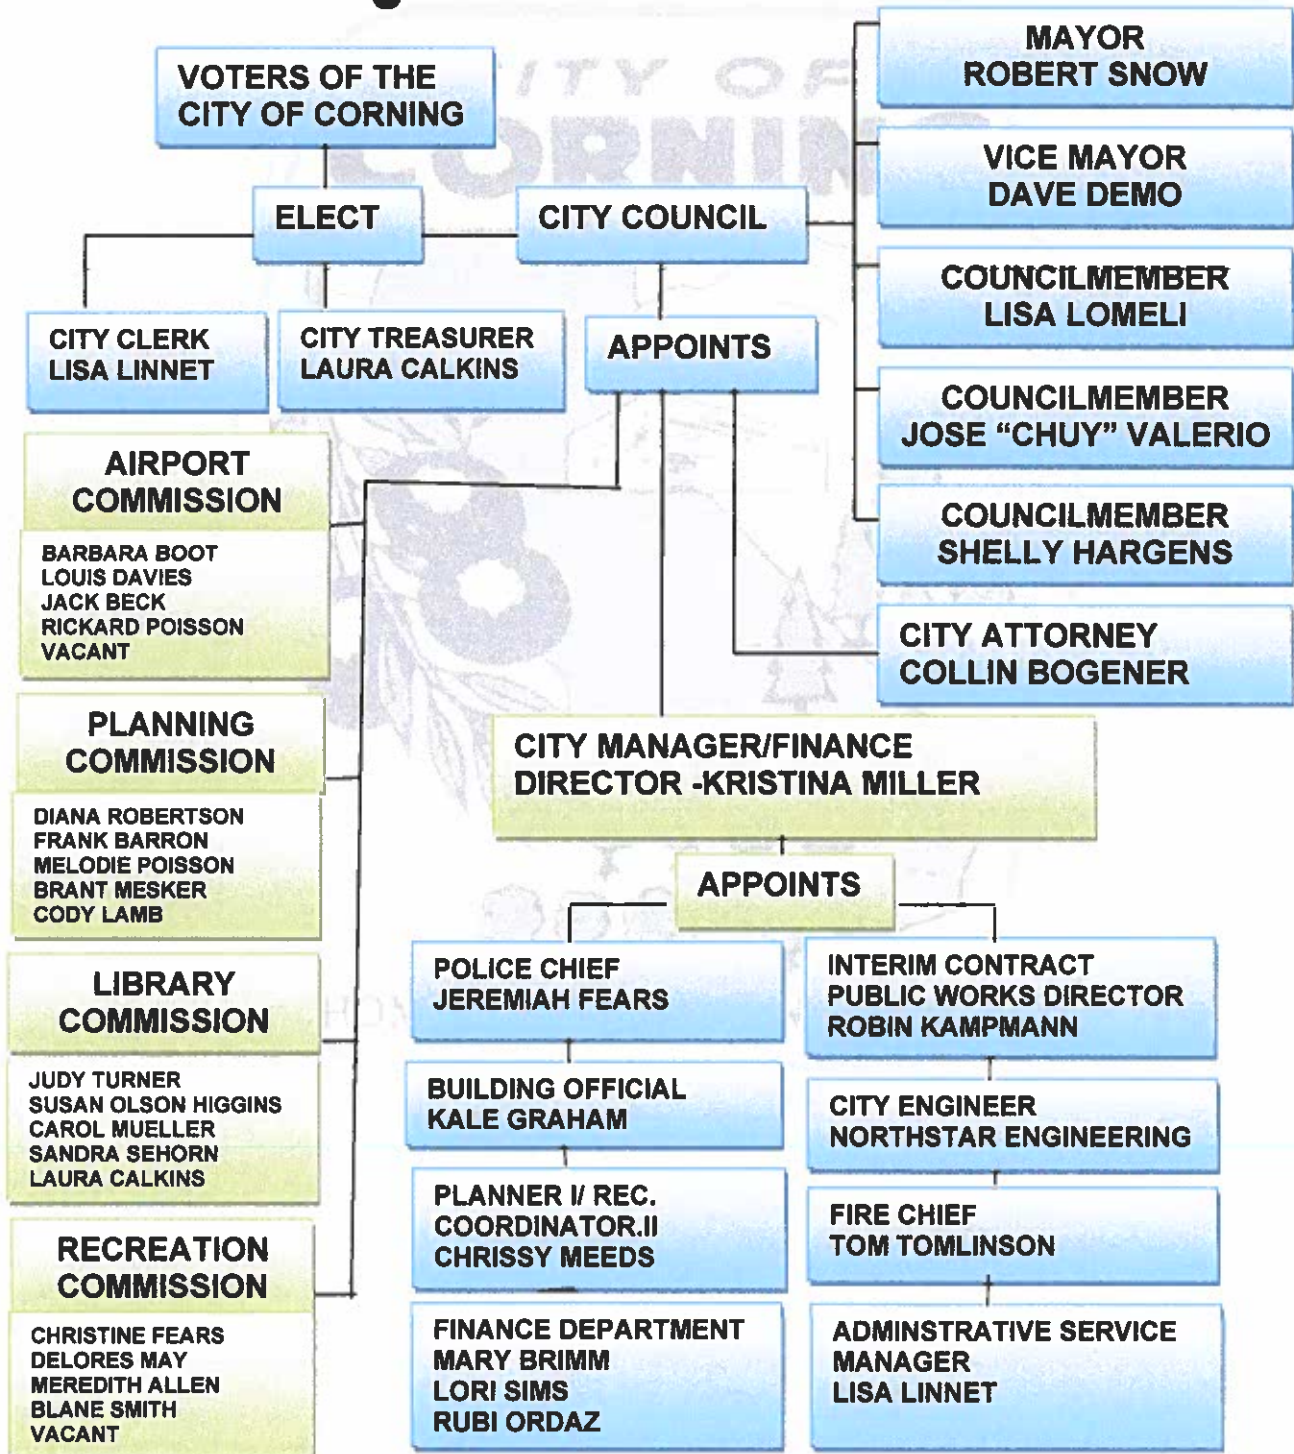 CITY OF
CORNING
VOTERS OF THE
CITY OF CORNING
ELECT
CITY COUNCIL
MAYOR
ROBERT SNOW
VICE MAYOR
DAVE DEMO
COUNCILMEMBER
LISA LOMELI
COUNCILMEMBER
JOSE “CHUY” VALERIO
COUNCILMEMBER
SHELLY HARGENS
CITY ATTORNEY
COLLIN BOGENER
CITY CLERK
LISA LINNET
CITY TREASURER
LAURA CALKINS
APPOINTS
AIRPORT
COMMISSION
BARBARA BOOT
LOUIS DAVIES
JACK BECK
RICKARD POISSON
VACANT
PLANNING
COMMISSION
DIANA ROBERTSON
FRANK BARRON
MELODIE POISSON
BRANT MESKER
CODY LAMB
LIBRARY
COMMISSION
JUDY TURNER
SUSAN OLSON HIGGINS
CAROL MUELLER
SANDRA SEHORN
LAURA CALKINS
RECREATION
COMMISSION
CHRISTINE FEARS
DELORES MAY
MEREDITH ALLEN
BLANE SMITH
VACANT
CITY MANAGER/FINANCE
DIRECTOR -KRISTINA MILLER
APPOINTS
POLICE CHIEF
JEREMIAH FEARS
BUILDING OFFICIAL
KALE GRAHAM
PLANNER I/ REC.
COORDINATOR.II
CHRISSY MEEDS
FINANCE DEPARTMENT
MARY BRIMM
LORI SIMS
RUBI ORDAZ
INTERIM CONTRACT
PUBLIC WORKS DIRECTOR
ROBIN KAMPMANN
CITY ENGINEER
NORTHSTAR ENGINEERING
FIRE CHIEF
TOM TOMLINSON
ADMINSTRATIVE SERVICE
MANAGER
LISA LINNET